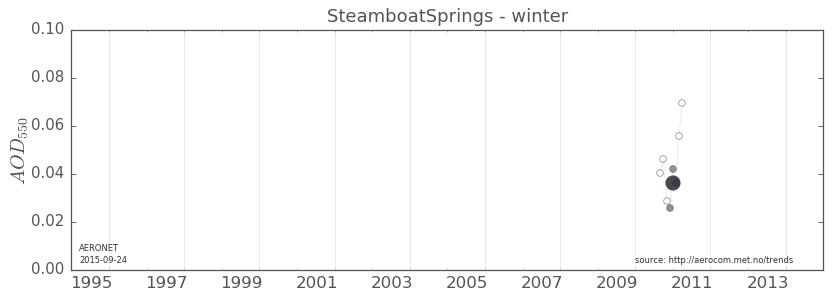 SteamboatSprings - winter
0.10
0.08
0.06
0.04
0.02
0.00
AOD550
AERONET
2015-09-24
source: http://aerocom.met.no/trends
1995 1997 1999 2001 2003 2005 2007 2009 2011 2013